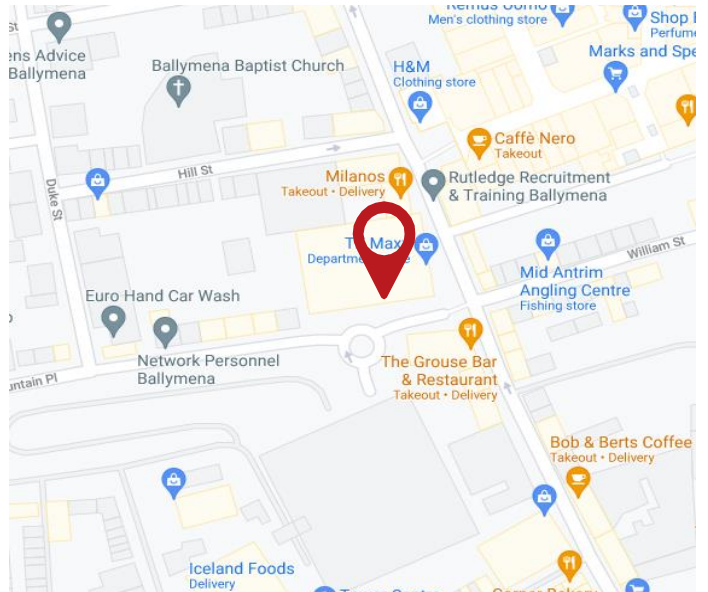 St
Men's clothing store
Shop
Perfume
ens Advice
Ballymena
Ballymena Baptist Church
H&M
Clothing store
Marks and Spe
Caffè Nero
Takeout
Hill St
Milanos
Takeout • Delivery
Rutledge Recruitment
& Training Ballymena
Duke St
Max
Departme
William St
Mid Antrim
Angling Centre
Fishing store
Euro Hand Car Wash
Network Personnel
Ballymena
untain Pl
The Grouse Bar
& Restaurant
Takeout • Delivery
Bob & Berts Coffee
Takeout • Delivery
Iceland Foods
Delivery